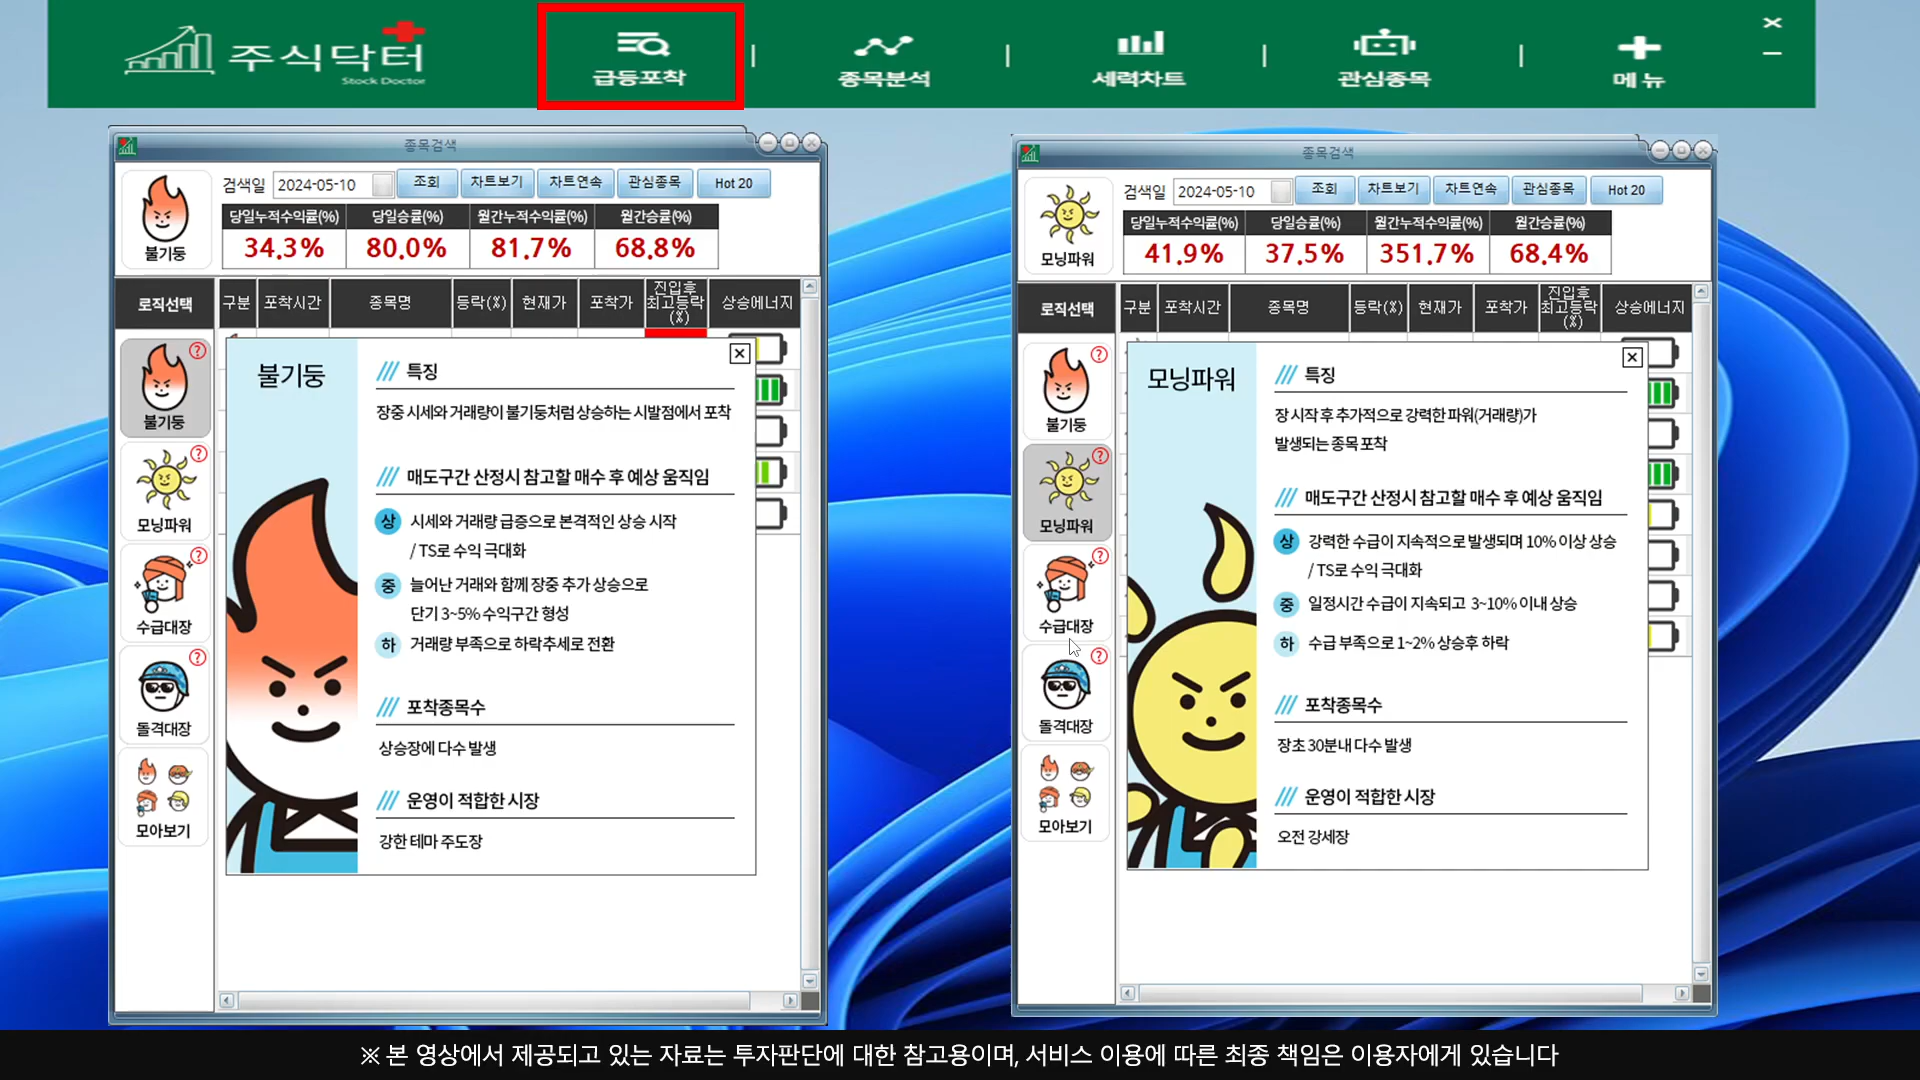 주식닥터
Stock Doctor
급등포착
종목분석
세력차트
관심종목
메뉴
종목검색
불기둥
검색일 2024-05-10 조회 차트보기 차트연속 관심종목 Hot 20
당일누적수익률(%) 당일승률(%) 월간누적수익률(%) 월간승률(%)
34.3% 80.0% 81.7% 68.8%
로직선택
구분 포착시간 종목명 등락(%) 현재가 포착가 진입후 최고등락 (%) 상승에너지
불기둥
모닝파워
수급대장
돌격대장
모아보기
불기둥
/// 특징
장중 시세와 거래량이 불기둥처럼 상승하는 시발점에서 포착
/// 매도구간 산정시 참고할 매수 후 예상 움직임
상 시세와 거래량 급증으로 본격적인 상승 시작
/ TS로 수익 극대화
중 늘어난 거래와 함께 장중 추가 상승으로
단기 3~5% 수익구간 형성
하 거래량 부족으로 하락추세로 전환
/// 포착종목수
상승장에 다수 발생
/// 운영이 적합한 시장
강한 테마 주도장
종목검색
모닝파워
검색일 2024-05-10 조회 차트보기 차트연속 관심종목 Hot 20
당일누적수익률(%) 당일승률(%) 월간누적수익률(%) 월간승률(%)
41.9% 37.5% 351.7% 68.4%
로직선택
구분 포착시간 종목명 등락(%) 현재가 포착가 진입후 최고등락 (%) 상승에너지
불기둥
모닝파워
수급대장
돌격대장
모아보기
모닝파워
/// 특징
장 시작 후 추가적으로 강력한 파워(거래량)가
발생되는 종목 포착
/// 매도구간 산정시 참고할 매수 후 예상 움직임
상 강력한 수급이 지속적으로 발생되며 10% 이상 상승
/ TS로 수익 극대화
중 일정시간 수급이 지속되고 3~10% 이내 상승
하 수급 부족으로 1~2% 상승후 하락
/// 포착종목수
장초 30분내 다수 발생
/// 운영이 적합한 시장
오전 강세장
※ 본 영상에서 제공되고 있는 자료는 투자판단에 대한 참고용이며, 서비스 이용에 따른 최종 책임은 이용자에게 있습니다